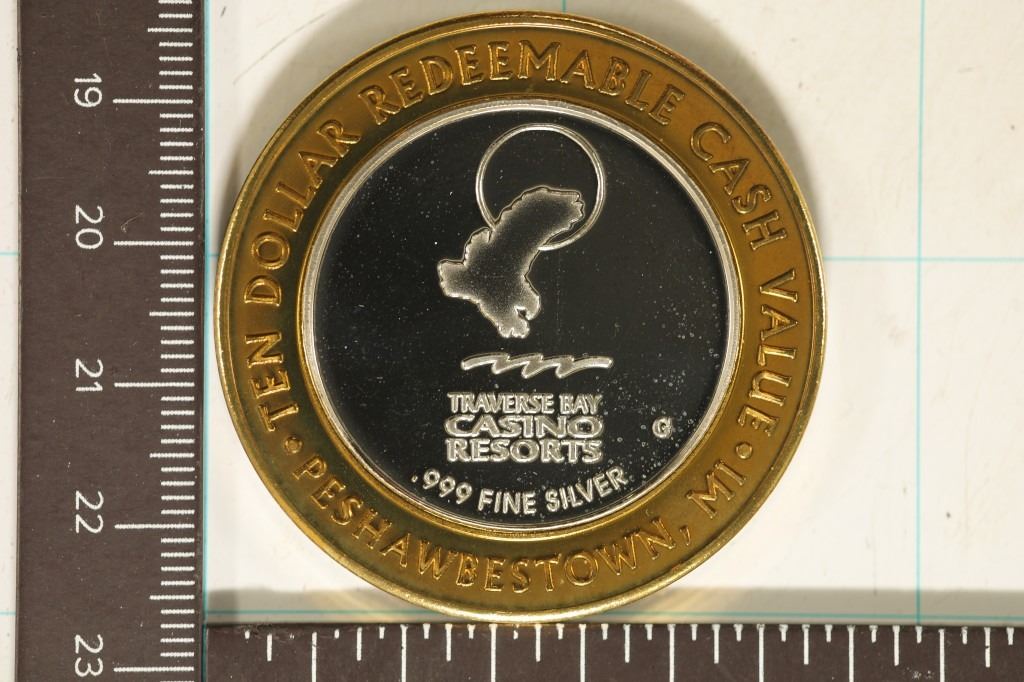 TEN DOLLAR REDEEMABLE CASH VALUE
• PESHAWBESTOWN, MI •
TRAVERSE BAY
CASINO
RESORTS
G
.999 FINE SILVER
19
20
21
22
23